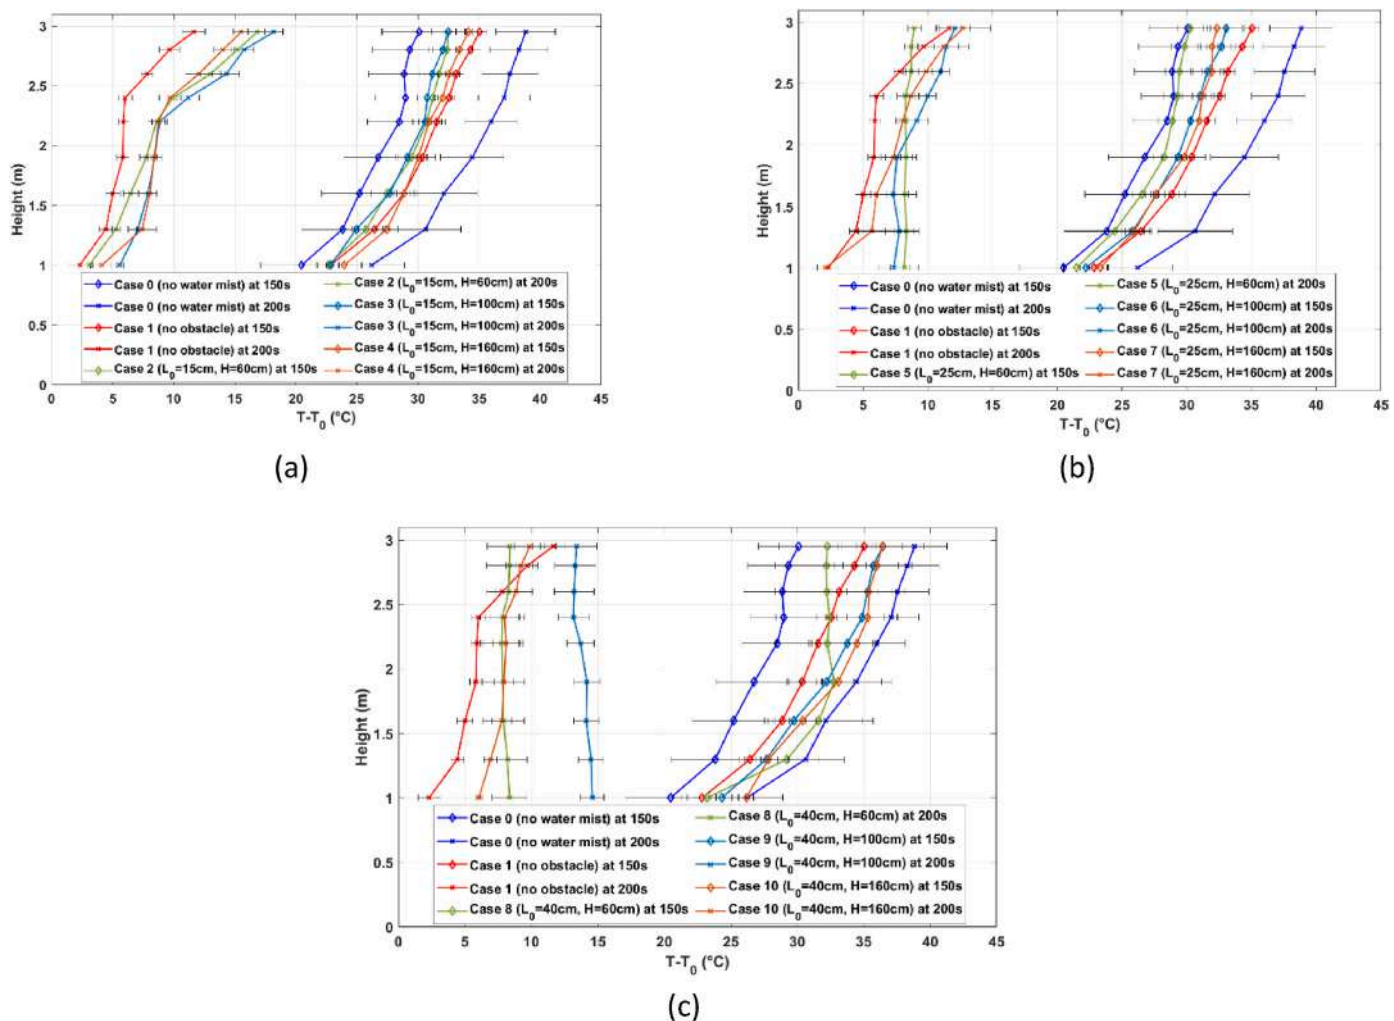 3
2.5
2
1.5
1
0.5
0
Height (m)
Case 0 (no water mist) at 150s
Case 0 (no water mist) at 200s
Case 1 (no obstacle) at 150s
Case 1 (no obstacle) at 200s
Case 2 (L0=15cm, H=60cm) at 150s
Case 2 (L0=15cm, H=60cm) at 200s
Case 3 (L0=15cm, H=100cm) at 150s
Case 3 (L0=15cm, H=100cm) at 200s
Case 4 (L0=15cm, H=160cm) at 150s
Case 4 (L0=15cm, H=160cm) at 200s
0 5 10 15 20 25 30 35 40 45
T-T0 (°C)
(a)
3
2.5
2
1.5
1
0.5
0
Height (m)
Case 0 (no water mist) at 150s
Case 0 (no water mist) at 200s
Case 1 (no obstacle) at 150s
Case 1 (no obstacle) at 200s
Case 5 (L0=25cm, H=60cm) at 150s
Case 5 (L0=25cm, H=60cm) at 200s
Case 6 (L0=25cm, H=100cm) at 150s
Case 6 (L0=25cm, H=100cm) at 200s
Case 7 (L0=25cm, H=160cm) at 150s
Case 7 (L0=25cm, H=160cm) at 200s
0 5 10 15 20 25 30 35 40 45
T-T0 (°C)
(b)
3
2.5
2
1.5
1
0.5
0
Height (m)
Case 0 (no water mist) at 150s
Case 0 (no water mist) at 200s
Case 1 (no obstacle) at 150s
Case 1 (no obstacle) at 200s
Case 8 (L0=40cm, H=60cm) at 150s
Case 8 (L0=40cm, H=60cm) at 200s
Case 9 (L0=40cm, H=100cm) at 150s
Case 9 (L0=40cm, H=100cm) at 200s
Case 10 (L0=40cm, H=160cm) at 150s
Case 10 (L0=40cm, H=160cm) at 200s
0 5 10 15 20 25 30 35 40 45
T-T0 (°C)
(c)